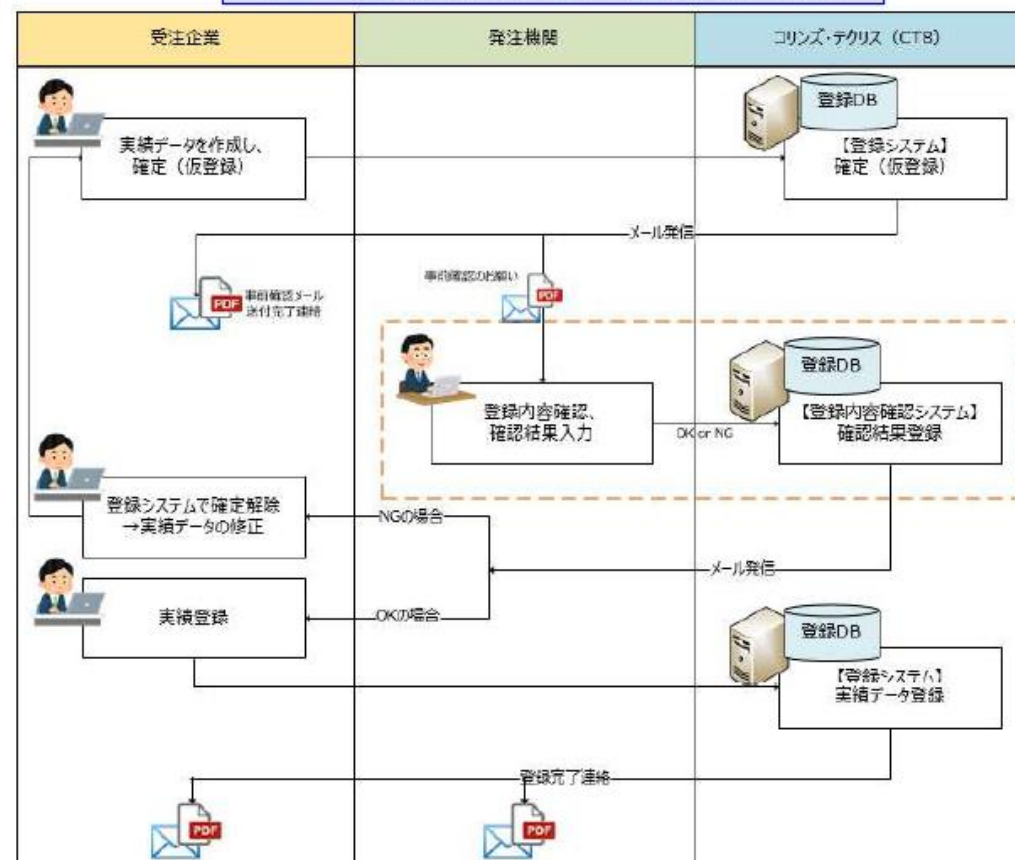 受注企業
発注機関
コリンズ・テクリス（CTB）
登録DB
実績データを作成し、
確定（仮登録）
【登録システム】
確定（仮登録）
メール発信
事前確認のお願い
PDF
事前確認メール
送付完了連絡
PDF
登録DB
登録内容確認、
確認結果入力
OK or NG
【登録内容確認システム】
確認結果登録
登録システムで確定解除
→実績データの修正
NGの場合
メール発信
実績登録
OKの場合
登録DB
【登録システム】
実績データ登録
登録完了連絡
PDF
PDF